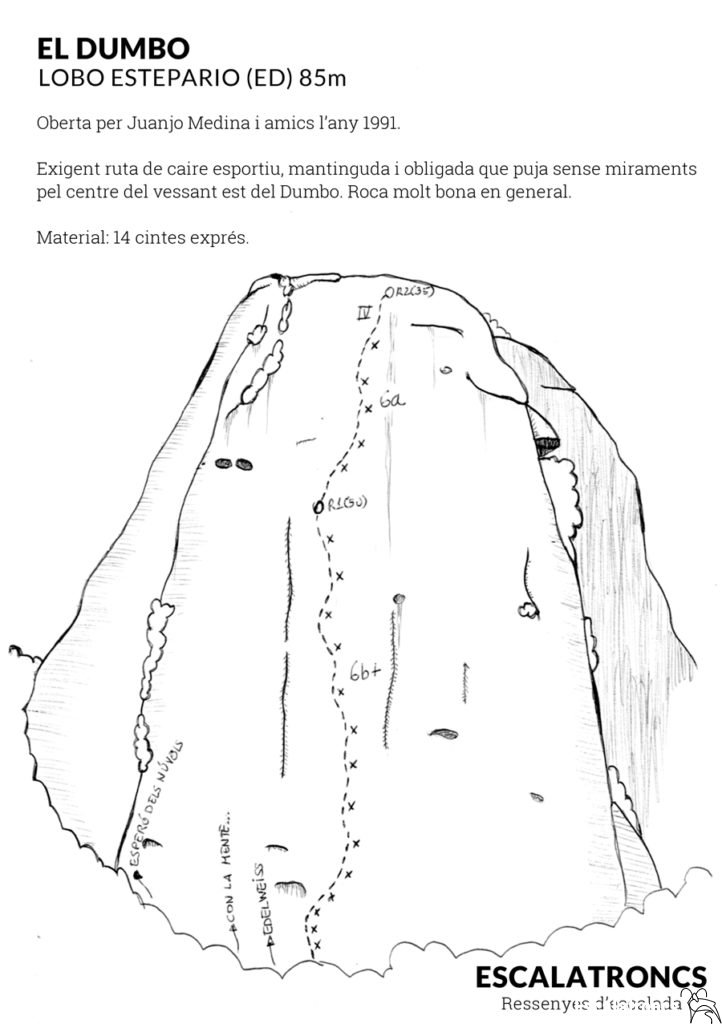 EL DUMBO
LOBO ESTEPARIO (ED) 85m
Oberta per Juanjo Medina i amics l'any 1991.
Exigent ruta de caire esportiu, mantinguda i obligada que puja sense miraments
pel centre del vessant est del Dumbo. Roca molt bona en general.
Material: 14 cintes exprés.
R2(35)
IV
6a
R1(50)
6b+
ESPERÓ DELS NÚVOLS
CON LA MENTE...
EDELWEISS
ESCALATRONCS
Ressenyes d'escalada